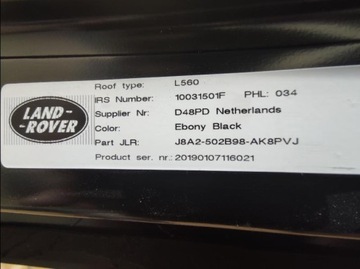 LAND-
ROVER
Roof type: L560
IRS Number: 10031501F PHL: 034
Supplier Nr: D48PD Netherlands
Color: Ebony Black
Part JLR: J8A2-502B98-AK8PVJ
Product ser. nr.: 20190107116021